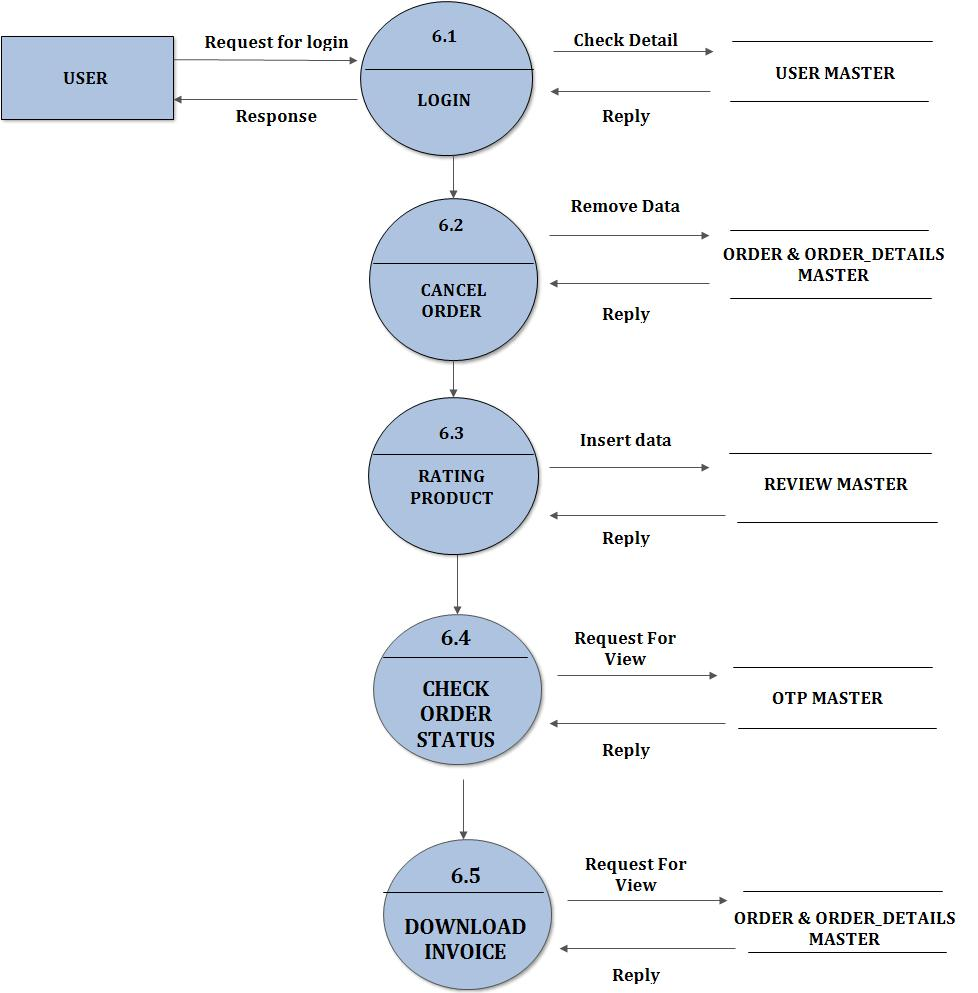 6.1
Request for login
Check Detail
USER
USER MASTER
LOGIN
Response
Reply
Remove Data
6.2
ORDER & ORDER_DETAILS
MASTER
CANCEL
ORDER
Reply
6.3
Insert data
RATING
PRODUCT
REVIEW MASTER
Reply
6.4
Request For
View
CHECK
ORDER
STATUS
OTP MASTER
Reply
6.5
Request For
View
DOWNLOAD
INVOICE
ORDER & ORDER_DETAILS
MASTER
Reply